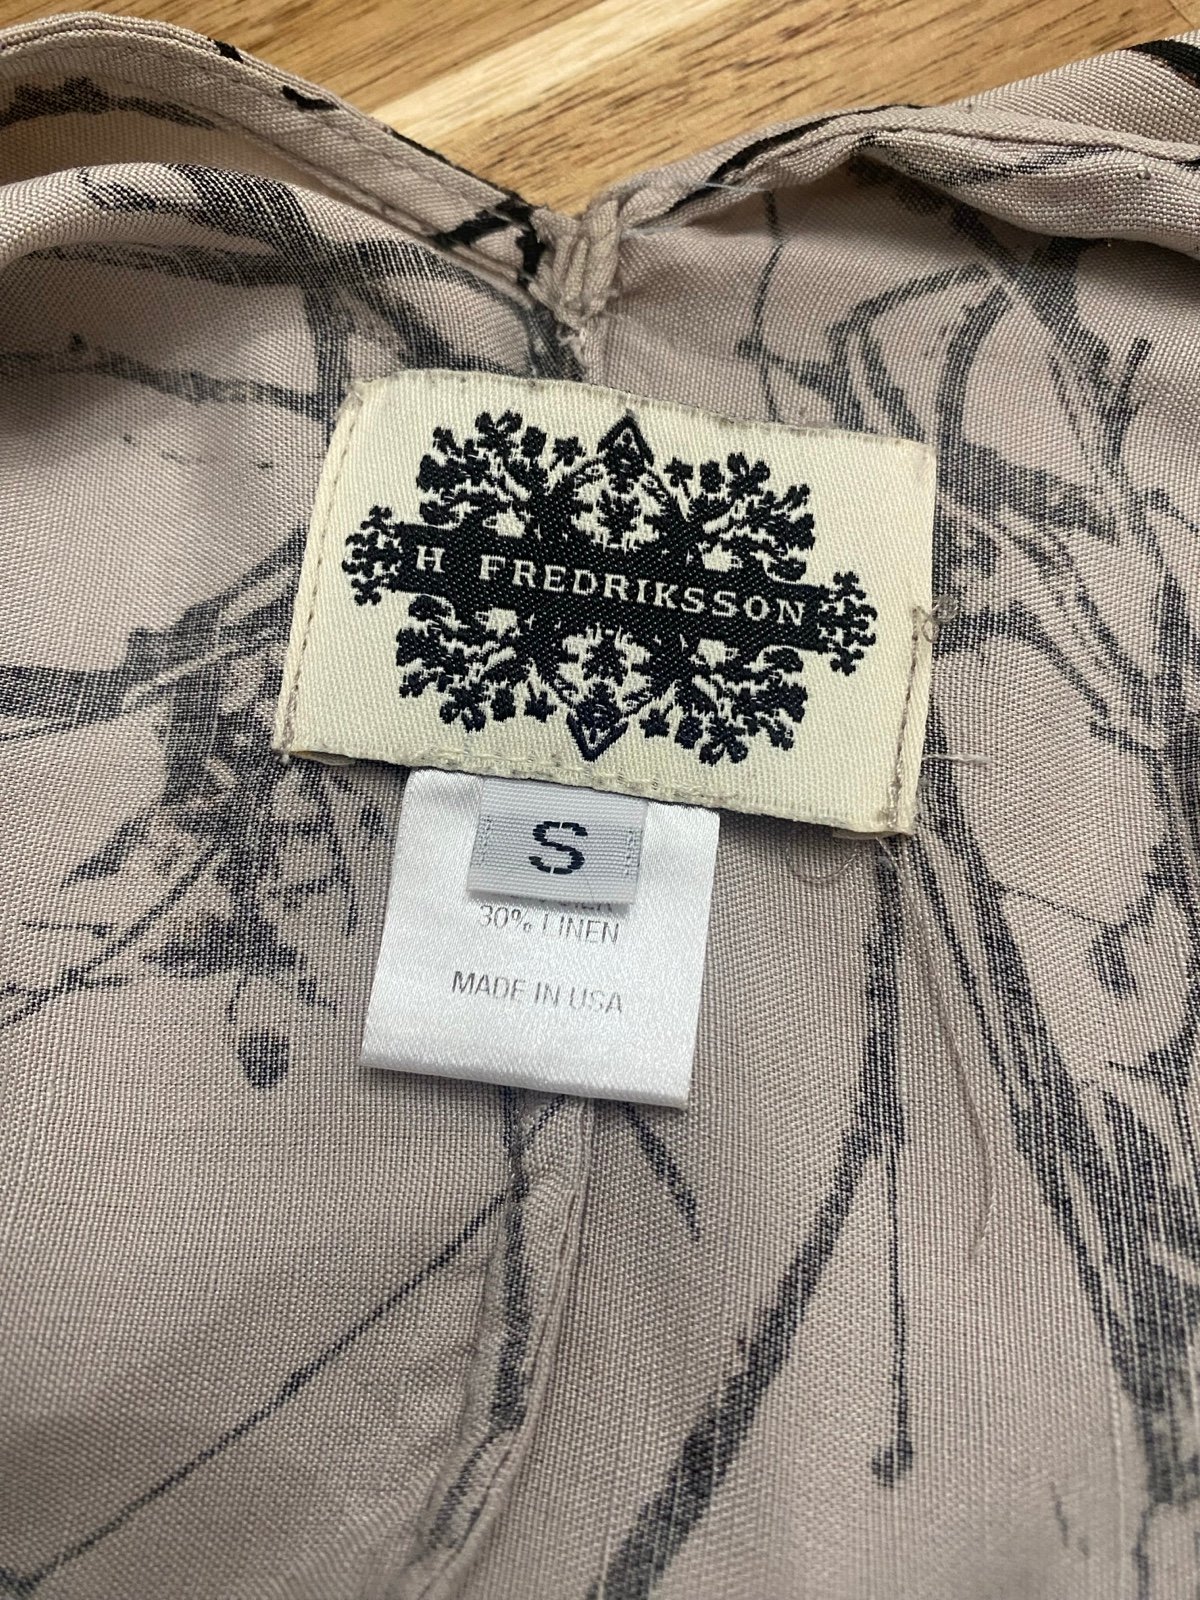 H FREDRIKSSON
S
30% LINEN
MADE IN USA